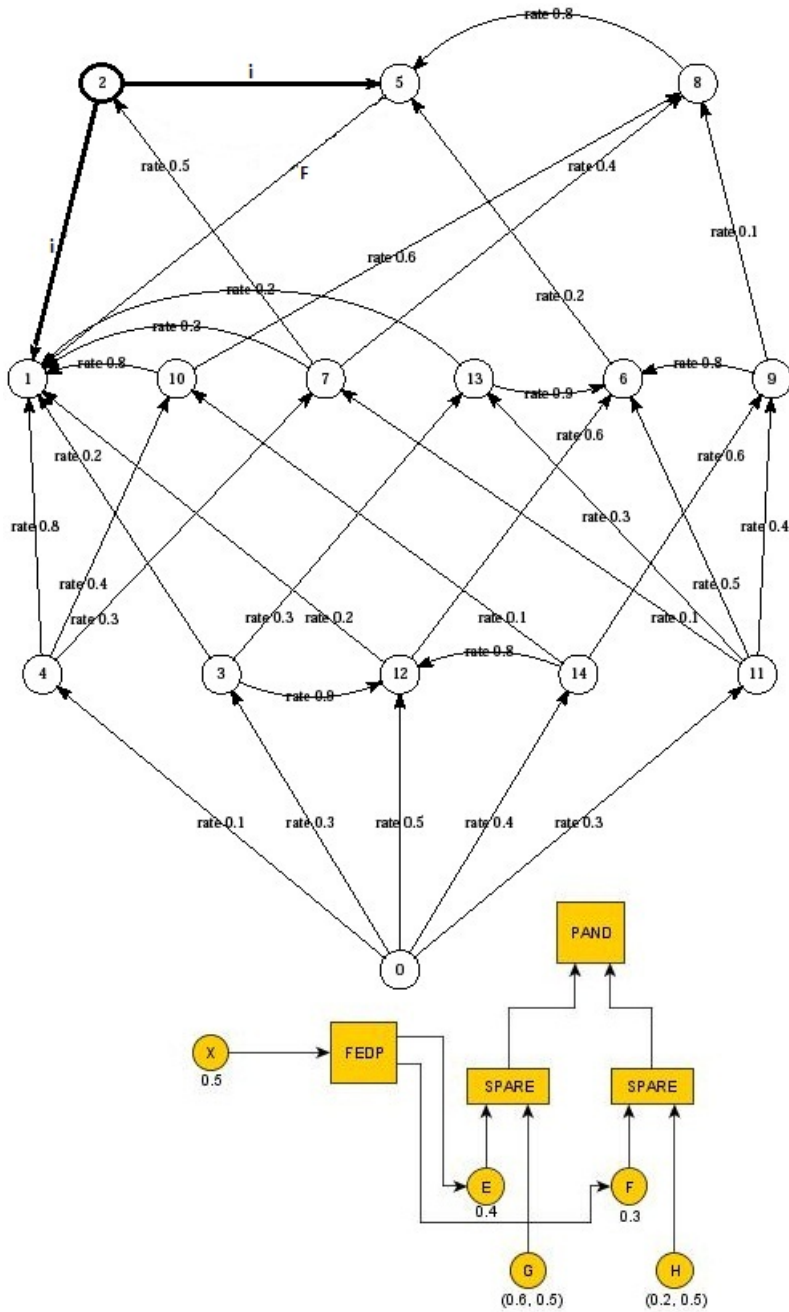 rate 0.8
2
i
5
8
rate 0.5
F
rate 0.4
i
rate 0.1
rate 0.6
rate 0.2
rate 0.2
rate 0.3
rate 0.8
rate 0.8
1
10
7
13
6
9
rate 0.9
rate 0.2
rate 0.6
rate 0.6
rate 0.8
rate 0.3
rate 0.4
rate 0.4
rate 0.5
rate 0.3
rate 0.3
rate 0.2
rate 0.1
rate 0.1
rate 0.8
4
3
12
14
11
rate 0.9
rate 0.1
rate 0.3
rate 0.5
rate 0.4
rate 0.3
0
PAND
X
FEDP
0.5
SPARE
SPARE
E
F
0.4
0.3
G
H
(0.6, 0.5)
(0.2, 0.5)